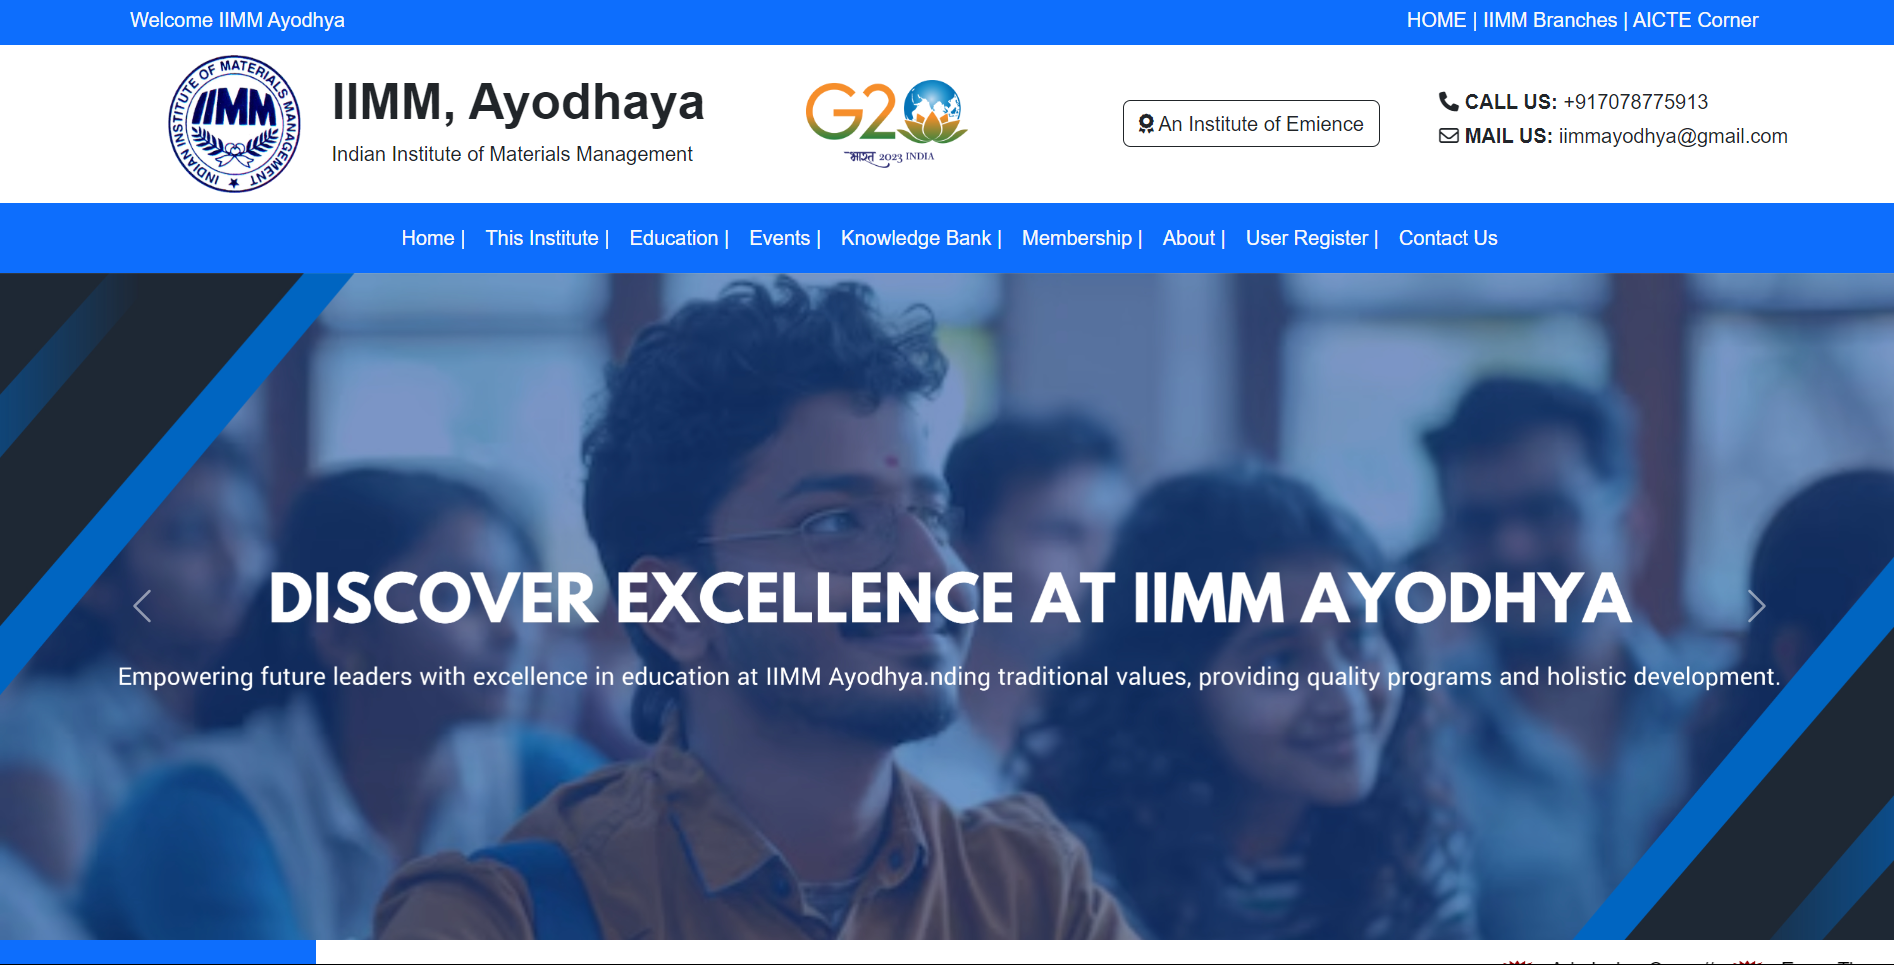 Welcome IIMM Ayodhya
HOME | IIMM Branches | AICTE Corner
INDIAN INSTITUTE OF MATERIALS MANAGEMENT
IIMM
IIMM, Ayodhaya
Indian Institute of Materials Management
G20
भारत 2023 INDIA
An Institute of Emience
CALL US: +917078775913
MAIL US: iimmayodhya@gmail.com
Home | This Institute | Education | Events | Knowledge Bank | Membership | About | User Register | Contact Us
DISCOVER EXCELLENCE AT IIMM AYODHYA
Empowering future leaders with excellence in education at IIMM Ayodhya.nding traditional values, providing quality programs and holistic development.